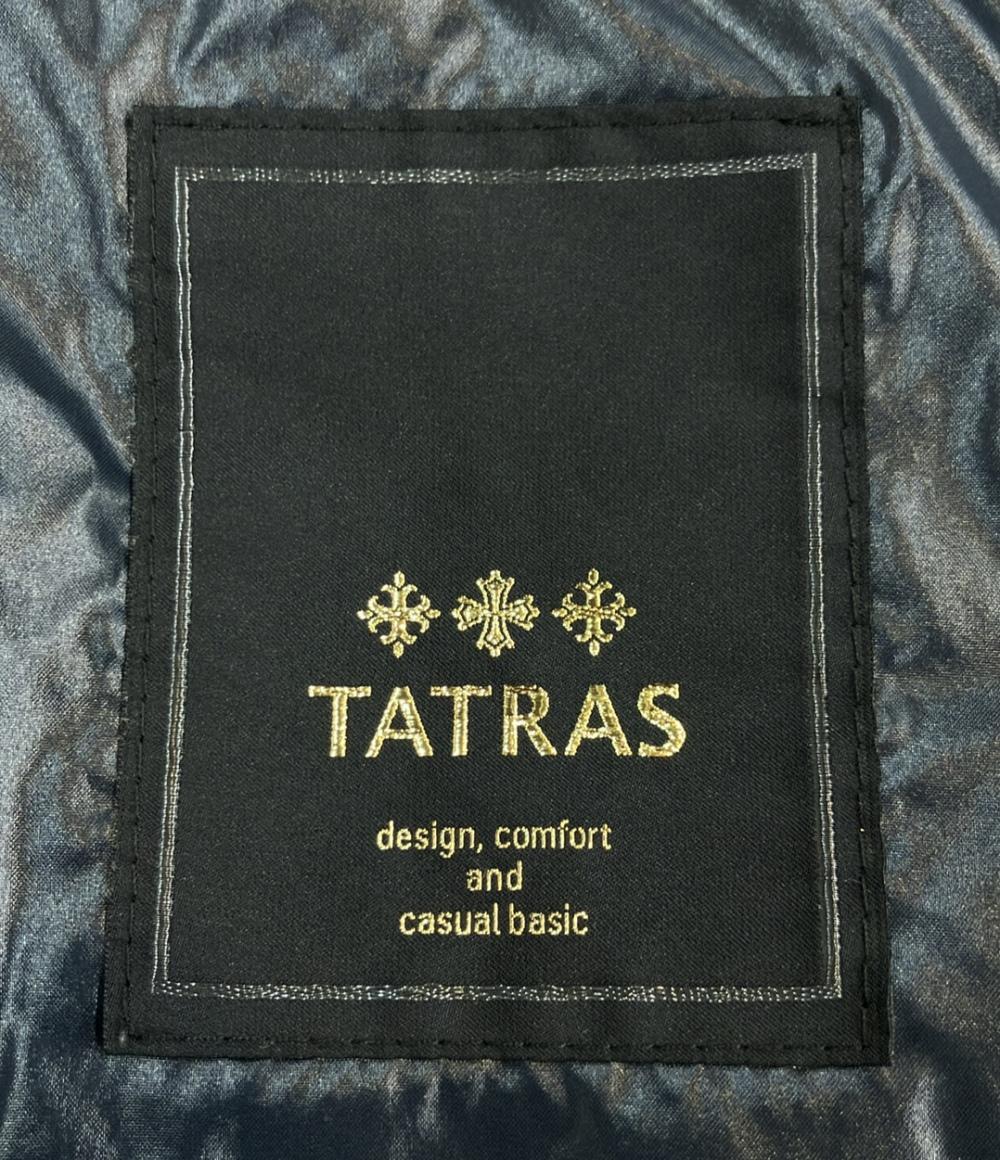 TATRAS
design, comfort
and
casual basic